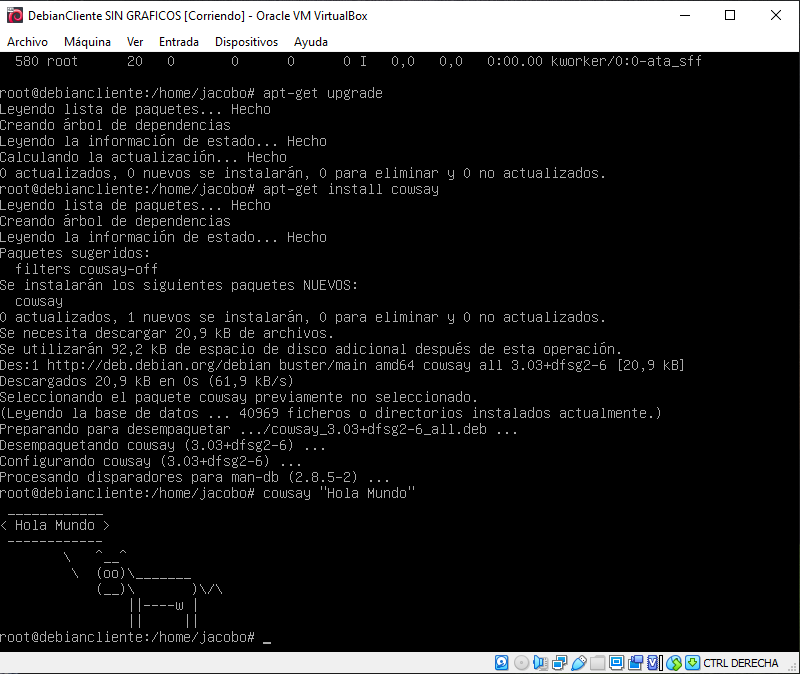 DebianCliente SIN GRAFICOS [Corriendo] - Oracle VM VirtualBox
Archivo Máquina Ver Entrada Dispositivos Ayuda
  580 root      20   0       0      0      0 I   0,0   0,0   0:00.00 kworker/0:0-ata_sff
root@debiancliente:/home/jacobo# apt-get upgrade
Leyendo lista de paquetes... Hecho
Creando árbol de dependencias
Leyendo la información de estado... Hecho
Calculando la actualización... Hecho
0 actualizados, 0 nuevos se instalarán, 0 para eliminar y 0 no actualizados.
root@debiancliente:/home/jacobo# apt-get install cowsay
Leyendo lista de paquetes... Hecho
Creando árbol de dependencias
Leyendo la información de estado... Hecho
Paquetes sugeridos:
  filters cowsay-off
Se instalarán los siguientes paquetes NUEVOS:
  cowsay
0 actualizados, 1 nuevos se instalarán, 0 para eliminar y 0 no actualizados.
Se necesita descargar 20,9 kB de archivos.
Se utilizarán 92,2 kB de espacio de disco adicional después de esta operación.
Des:1 http://deb.debian.org/debian buster/main amd64 cowsay all 3.03+dfsg2-6 [20,9 kB]
Descargados 20,9 kB en 0s (61,9 kB/s)
Seleccionando el paquete cowsay previamente no seleccionado.
(Leyendo la base de datos ... 40969 ficheros o directorios instalados actualmente.)
Preparando para desempaquetar .../cowsay_3.03+dfsg2-6_all.deb ...
Desempaquetando cowsay (3.03+dfsg2-6) ...
Configurando cowsay (3.03+dfsg2-6) ...
Procesando disparadores para man-db (2.8.5-2) ...
root@debiancliente:/home/jacobo# cowsay "Hola Mundo"
 ____________
< Hola Mundo >
 ------------
        \   ^__^
         \  (oo)\_______
            (__)\       )\/\
                ||----w |
                ||     ||
root@debiancliente:/home/jacobo# _
CTRL DERECHA